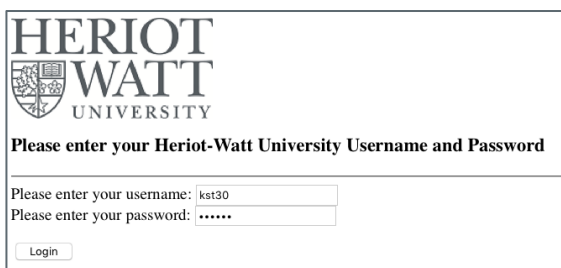 HERIOT
WATT
UNIVERSITY
Please enter your Heriot-Watt University Username and Password
Please enter your username: kst30
Please enter your password: ••••••
Login